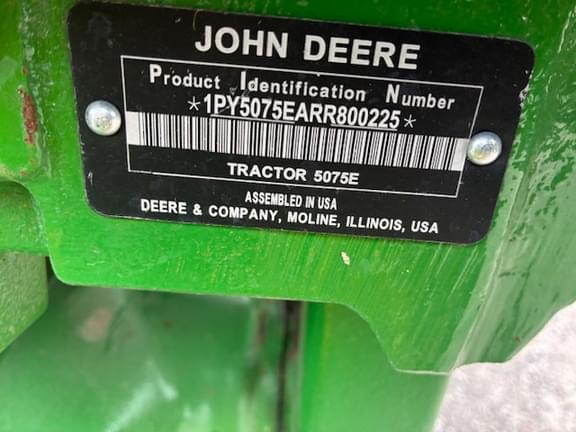 JOHN DEERE
Product Identification Number
*1PY5075EARR800225*
TRACTOR 5075E
ASSEMBLED IN USA
DEERE & COMPANY, MOLINE, ILLINOIS, USA